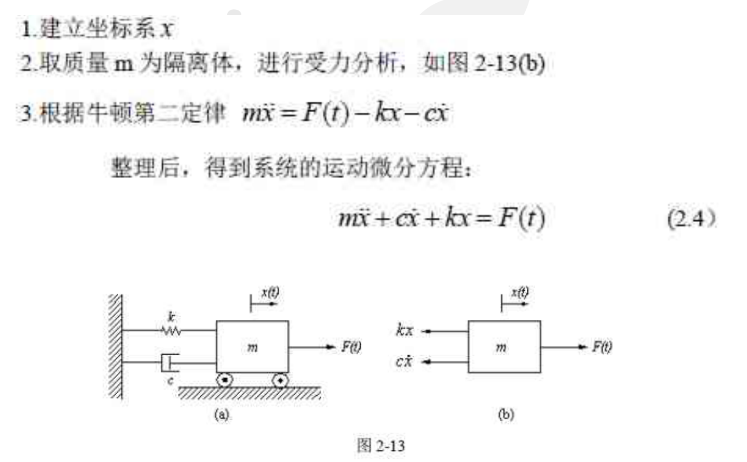 1.建立坐标系 x
2.取质量 m 为隔离体，进行受力分析，如图 2-13(b)
3.根据牛顿第二定律 mẍ = F(t) − kx − cẋ
整理后，得到系统的运动微分方程：
mẍ + cẋ + kx = F(t) (2.4）
x(t) x(t)
k kx
m F(t) m F(t)
c cẋ
(a) (b)
图 2-13